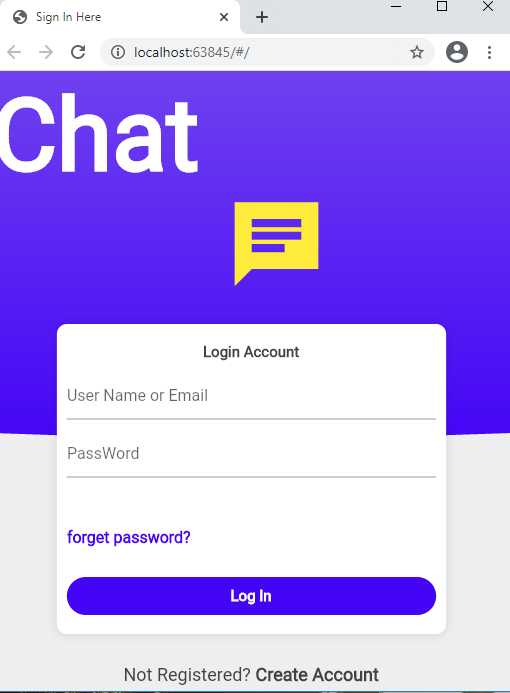 Sign In Here
localhost:63845/#/
Chat
Login Account
User Name or Email
PassWord
forget password?
Log In
Not Registered? Create Account